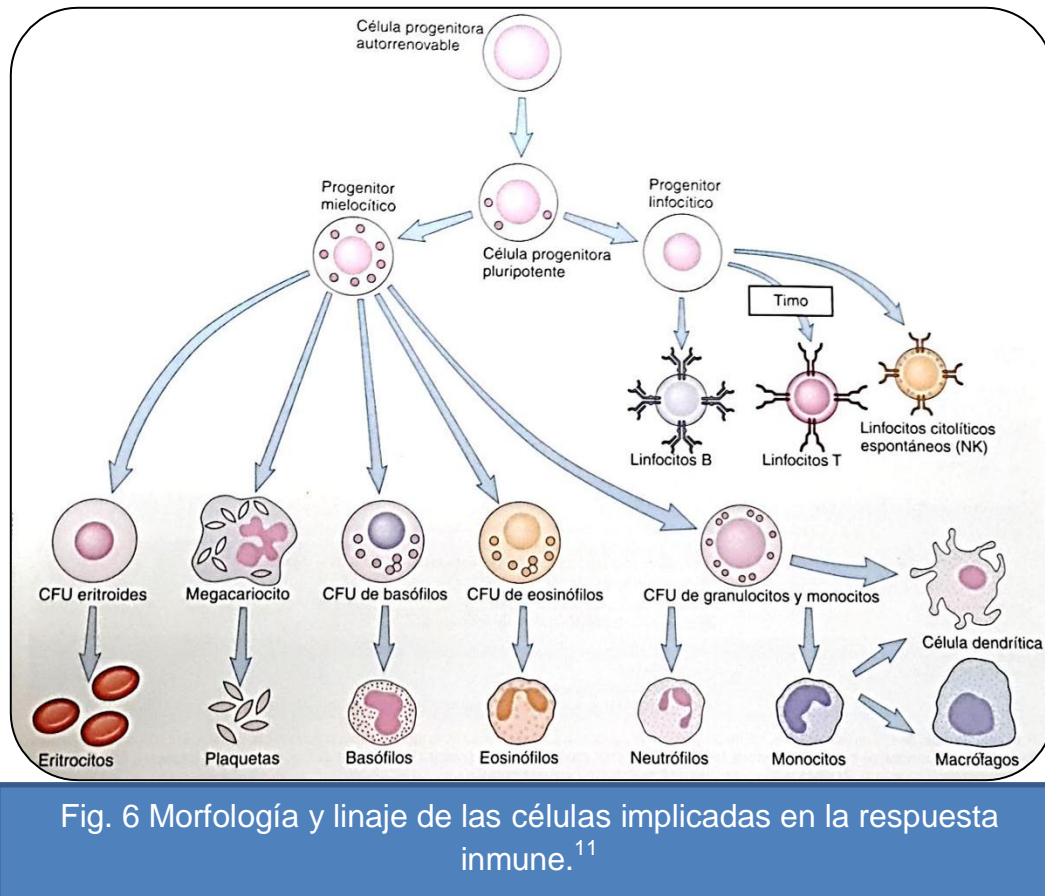 Célula progenitora
autorrenovable
Progenitor
mielocítico
Célula progenitora
pluripotente
Progenitor
linfocítico
Timo
Linfocitos B
Linfocitos T
Linfocitos citolíticos
espontáneos (NK)
CFU eritroides
Megacariocito
CFU de basófilos
CFU de eosinófilos
CFU de granulocitos y monocitos
Célula dendrítica
Eritrocitos
Plaquetas
Basófilos
Eosinófilos
Neutrófilos
Monocitos
Macrófagos
Fig. 6 Morfología y linaje de las células implicadas en la respuesta
inmune.11